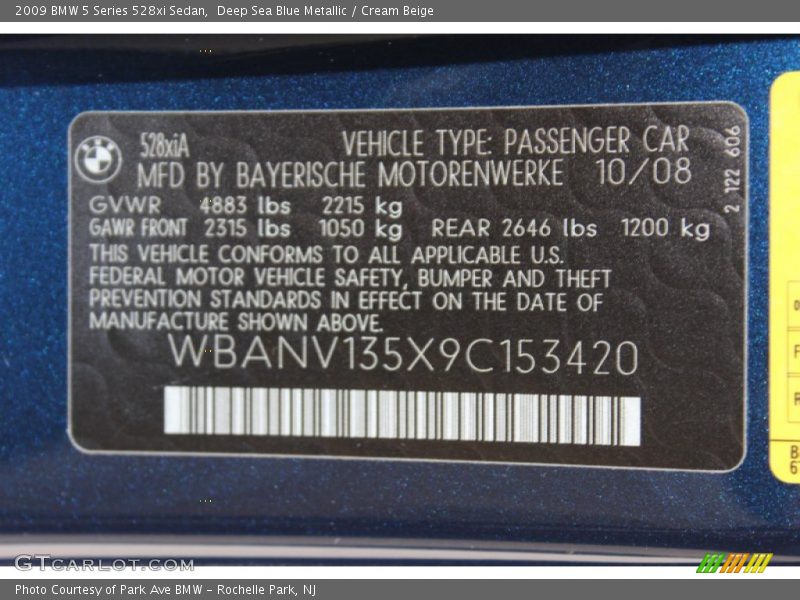 2009 BMW 5 Series 528xi Sedan,  Deep Sea Blue Metallic / Cream Beige
528xiA
VEHICLE TYPE: PASSENGER CAR
MFD BY BAYERISCHE MOTORENWERKE 10/08
GVWR 4883 lbs 2215 kg
GAWR FRONT 2315 lbs 1050 kg REAR 2646 lbs 1200 kg
THIS VEHICLE CONFORMS TO ALL APPLICABLE U.S.
FEDERAL MOTOR VEHICLE SAFETY, BUMPER AND THEFT
PREVENTION STANDARDS IN EFFECT ON THE DATE OF
MANUFACTURE SHOWN ABOVE.
WBANV135X9C153420
2 122 606
GTCARLOT.COM
Photo Courtesy of Park Ave BMW - Rochelle Park, NJ